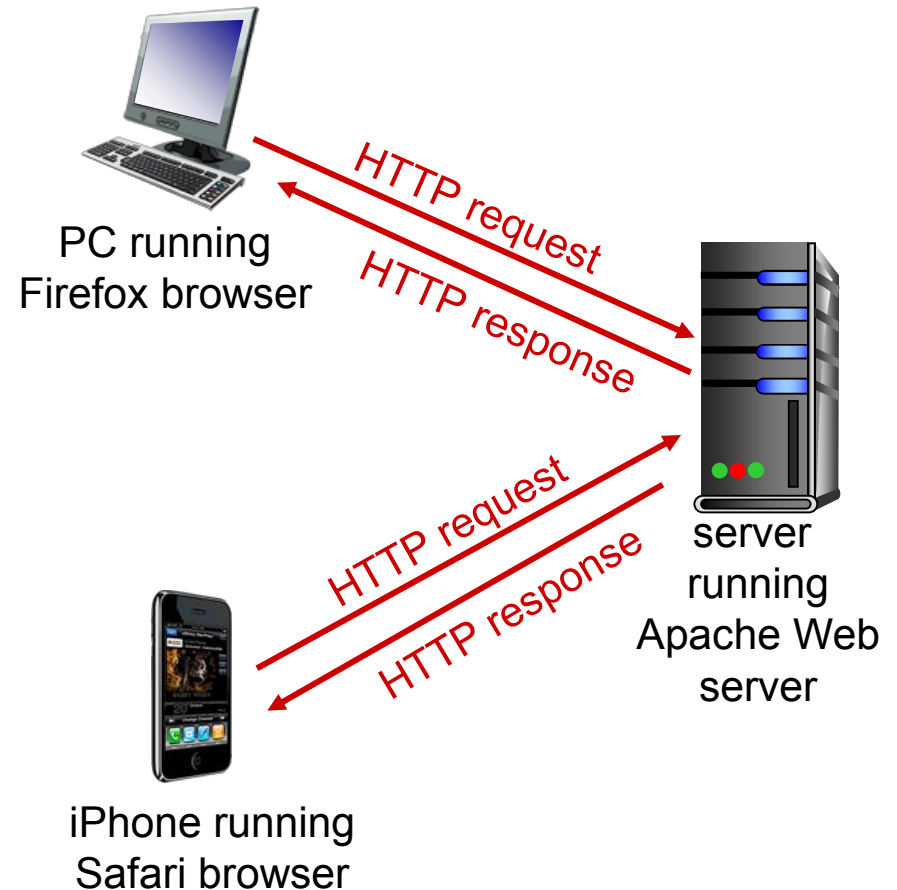 HTTP request
HTTP response
PC running
Firefox browser
HTTP request
HTTP response
server
running
Apache Web
server
iPhone running
Safari browser